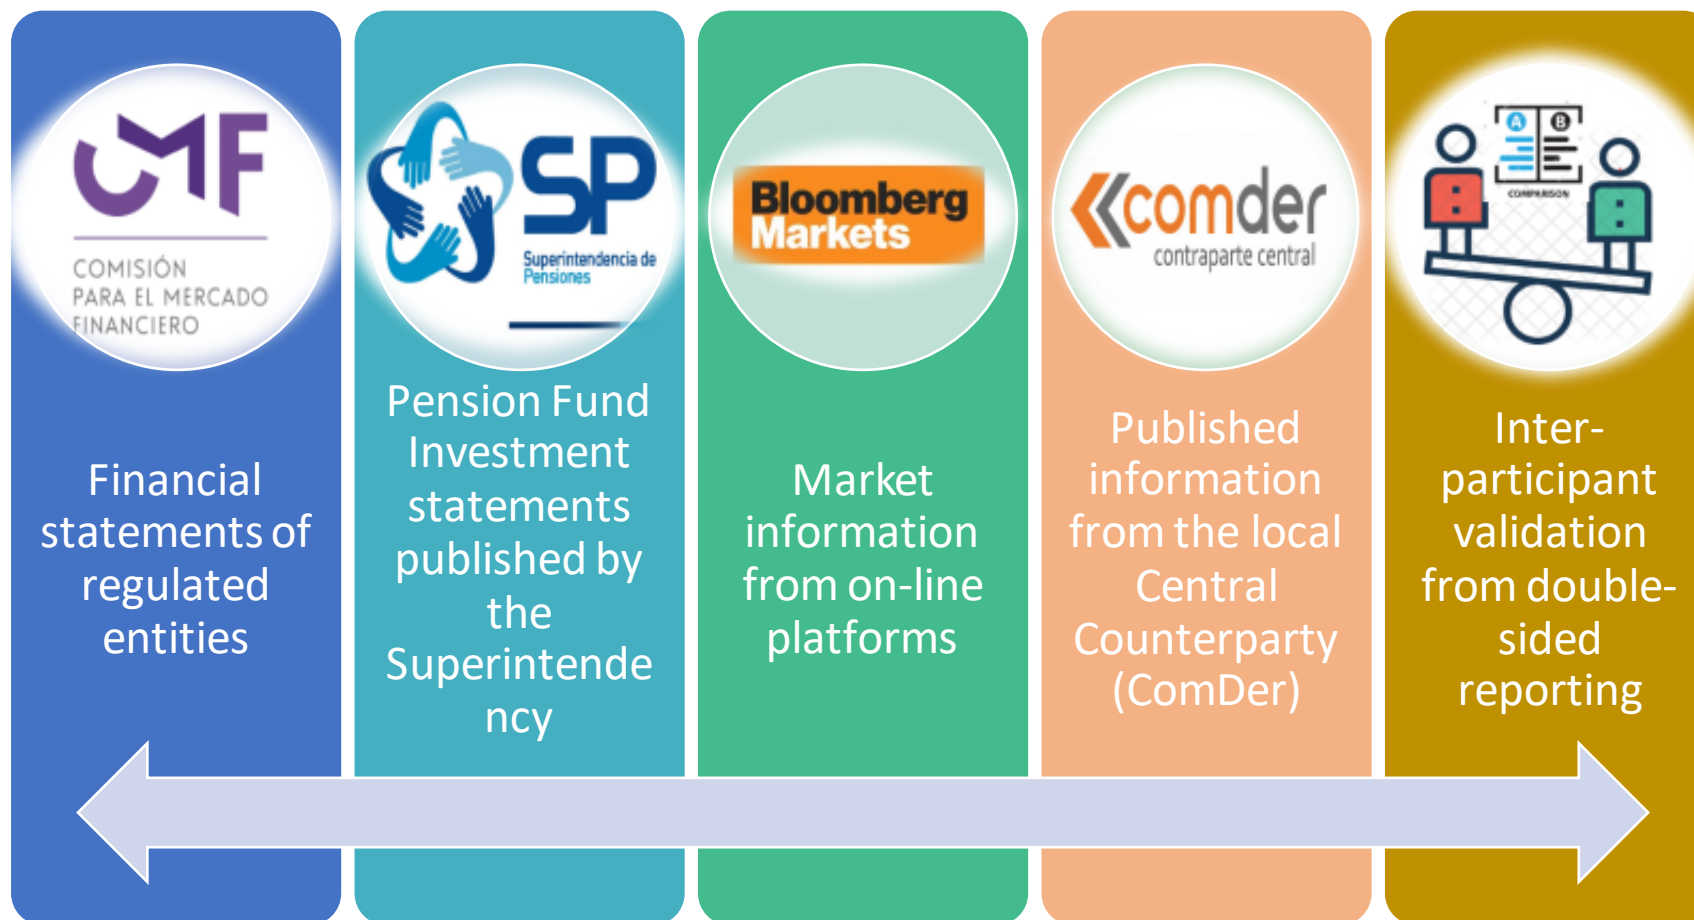 CMF
COMISIÓN
PARA EL MERCADO
FINANCIERO
Financial
statements of
regulated
entities
SP
Superintendencia de
Pensiones
Pension Fund
Investment
statements
published by
the
Superintende
ncy
Bloomberg
Markets
Market
information
from on-line
platforms
comder
contraparte central
Published
information
from the local
Central
Counterparty
(ComDer)
A B
COMPARISON
Inter-
participant
validation
from double-
sided
reporting